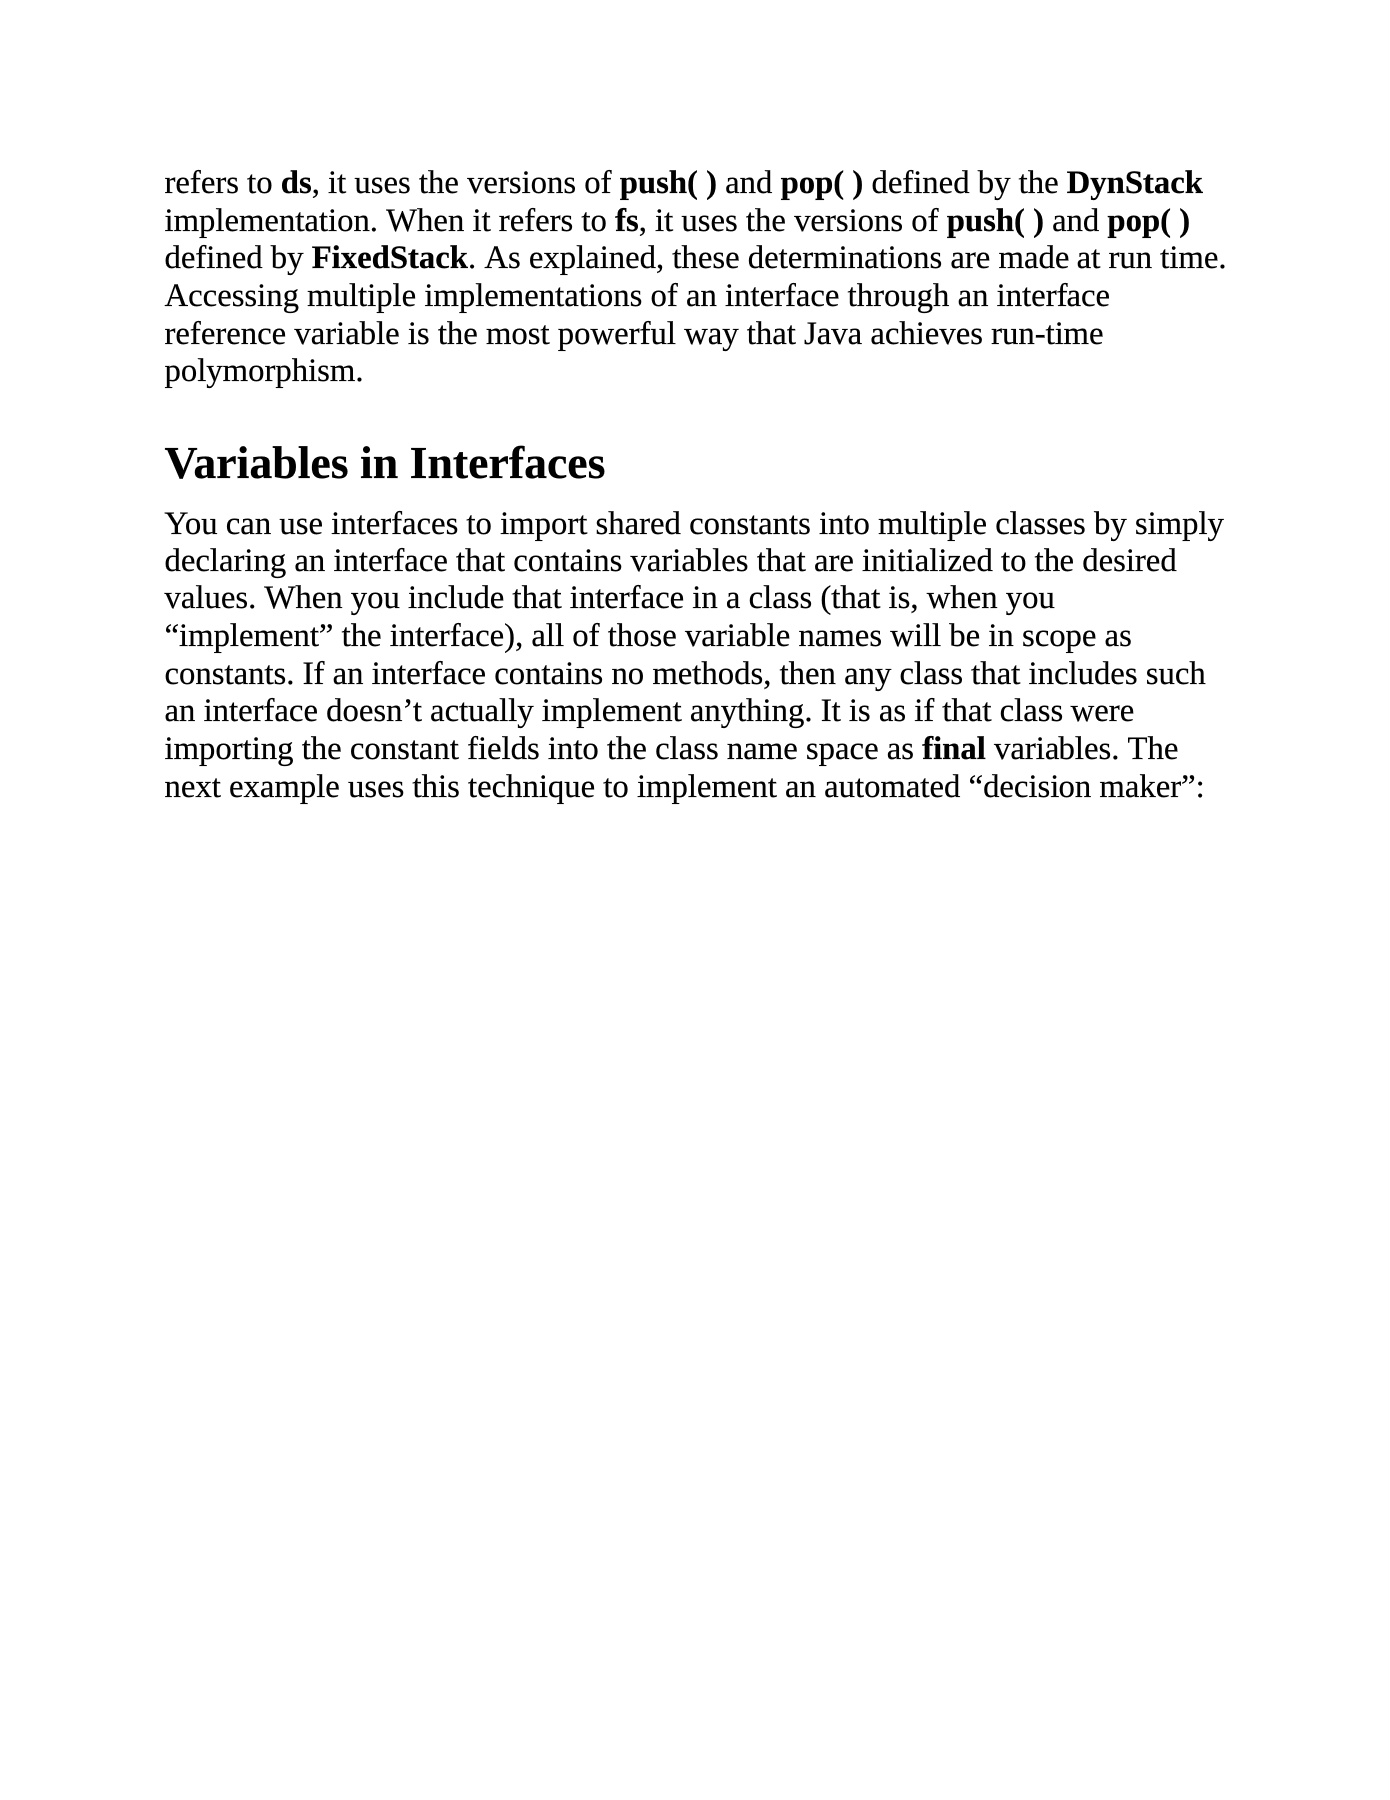 refers to ds, it uses the versions of push( ) and pop( ) defined by the DynStack
implementation. When it refers to fs, it uses the versions of push( ) and pop( )
defined by FixedStack. As explained, these determinations are made at run time.
Accessing multiple implementations of an interface through an interface
reference variable is the most powerful way that Java achieves run-time
polymorphism.
Variables in Interfaces
You can use interfaces to import shared constants into multiple classes by simply
declaring an interface that contains variables that are initialized to the desired
values. When you include that interface in a class (that is, when you
“implement” the interface), all of those variable names will be in scope as
constants. If an interface contains no methods, then any class that includes such
an interface doesn’t actually implement anything. It is as if that class were
importing the constant fields into the class name space as final variables. The
next example uses this technique to implement an automated “decision maker”: